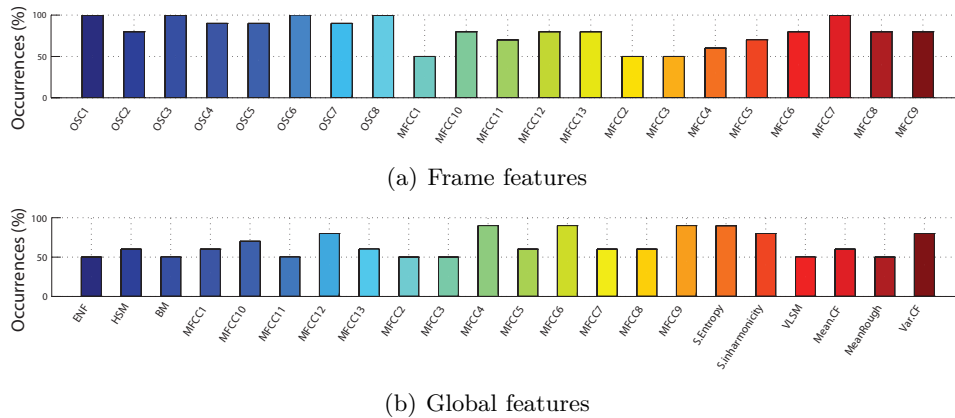 Occurrences (%)
100
50
0
OSC1 OSC2 OSC3 OSC4 OSC5 OSC6 OSC7 OSC8 MFCC1 MFCC10 MFCC11 MFCC12 MFCC13 MFCC2 MFCC3 MFCC4 MFCC5 MFCC6 MFCC7 MFCC8 MFCC9
(a) Frame features
Occurrences (%)
100
50
0
ENF HSM BM MFCC1 MFCC10 MFCC11 MFCC12 MFCC13 MFCC2 MFCC3 MFCC4 MFCC5 MFCC6 MFCC7 MFCC8 MFCC9 S.Entropy S.inharmonicity VLSM Mean.CF MeanRough Var.CF
(b) Global features